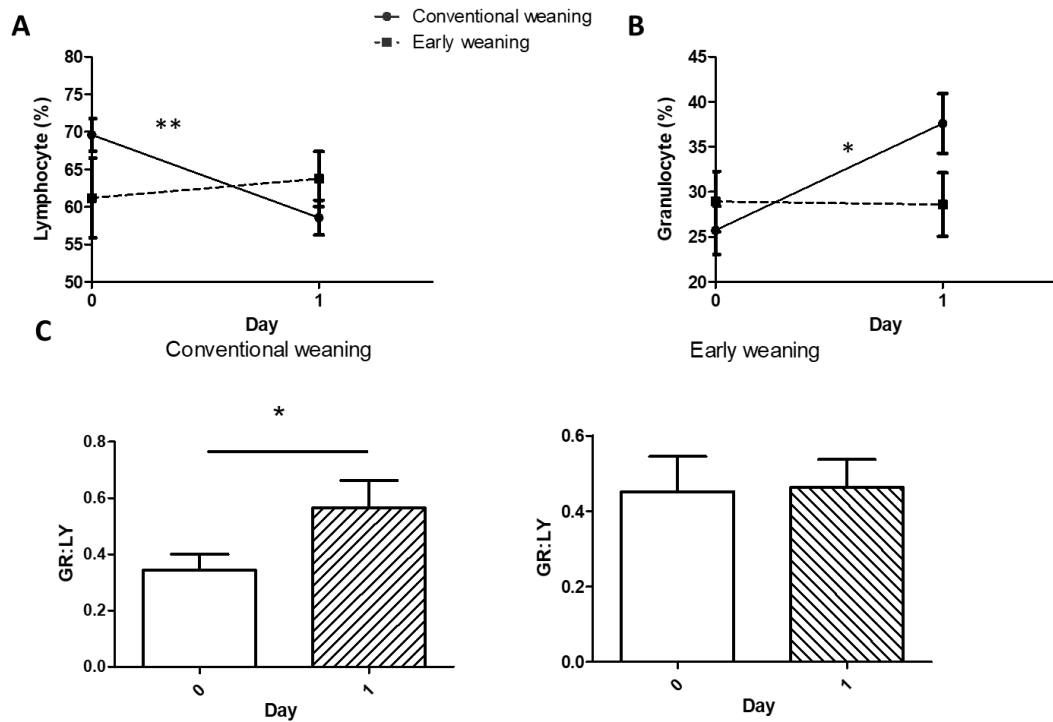 A
Conventional weaning
Early weaning
Lymphocyte (%)
80
75
70
65
60
55
50
**
0
1
Day
B
Granulocyte (%)
45
40
35
30
25
20
*
0
1
Day
C
Conventional weaning
GR:LY
0.8
0.6
0.4
0.2
0.0
*
0
1
Day
Early weaning
GR:LY
0.6
0.4
0.2
0.0
0
1
Day